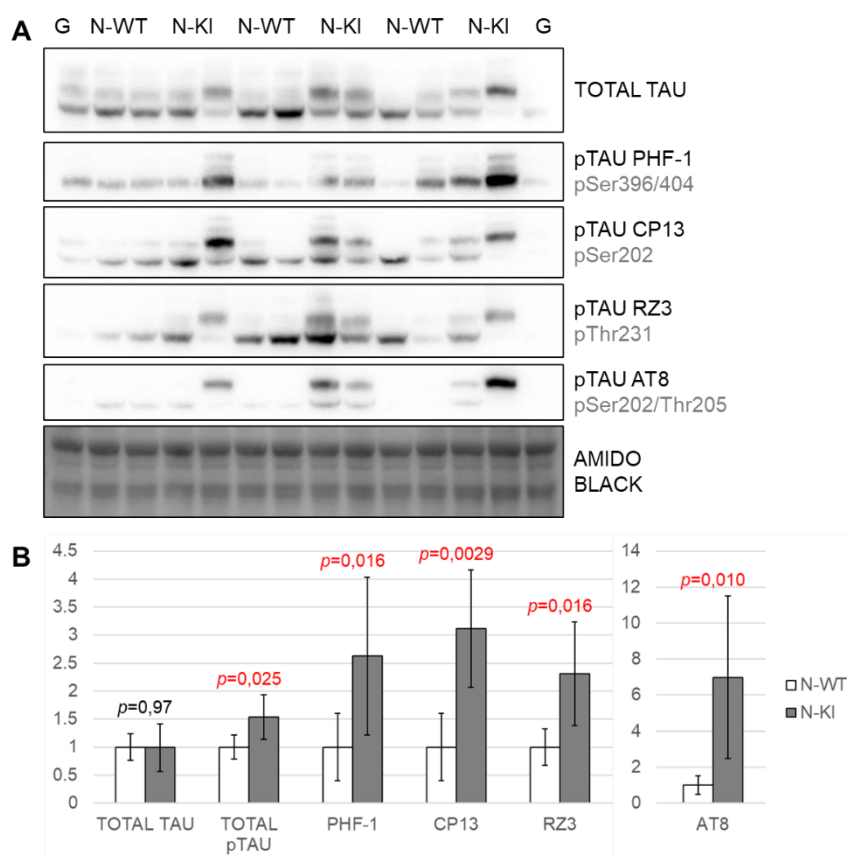 A
G N-WT N-KI N-WT N-KI N-WT N-KI G
TOTAL TAU
pTAU PHF-1
pSer396/404
pTAU CP13
pSer202
pTAU RZ3
pThr231
pTAU AT8
pSer202/Thr205
AMIDO
BLACK
B
4.5
4
3.5
3
2.5
2
1.5
1
0.5
0
p=0,97
p=0,025
p=0,016
p=0,0029
p=0,016
TOTAL TAU
TOTAL
pTAU
PHF-1
CP13
RZ3
14
12
10
8
6
4
2
0
p=0,010
AT8
N-WT
N-KI